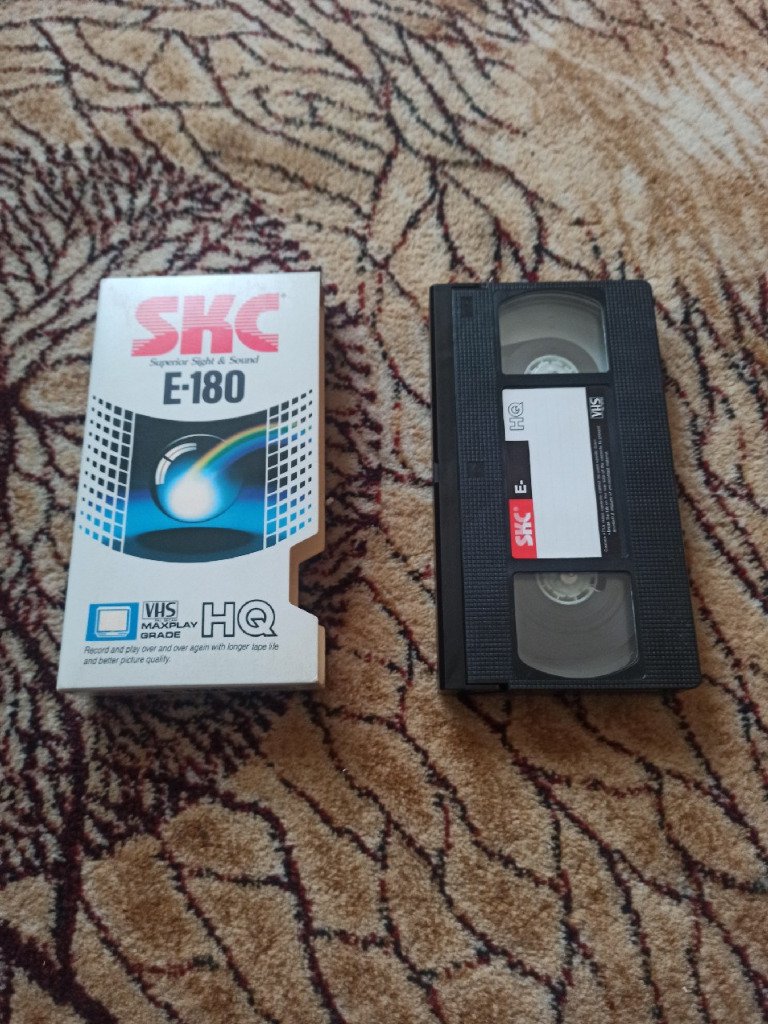 SKC
Superior Sight & Sound
E-180
VHS
MAXPLAY
GRADE
HQ
Record and play over and over again with longer tape life
and better picture quality.
HQ
VHS
SKC
E-